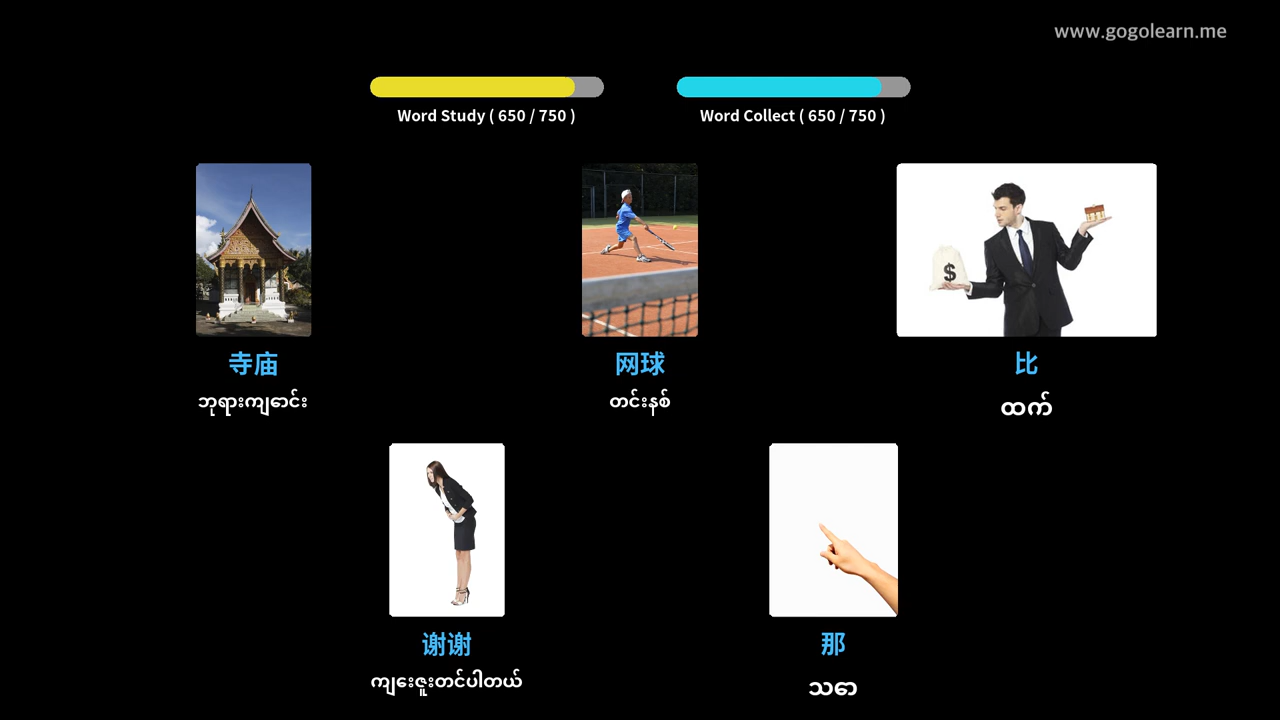 www.gogolearn.me
Word Study ( 650 / 750 )
Word Collect ( 650 / 750 )
寺庙
ဘုရားကျောင်း
网球
တင်းနစ်
比
ထက်
$
谢谢
ကျေးဇူးတင်ပါတယ်
那
သော